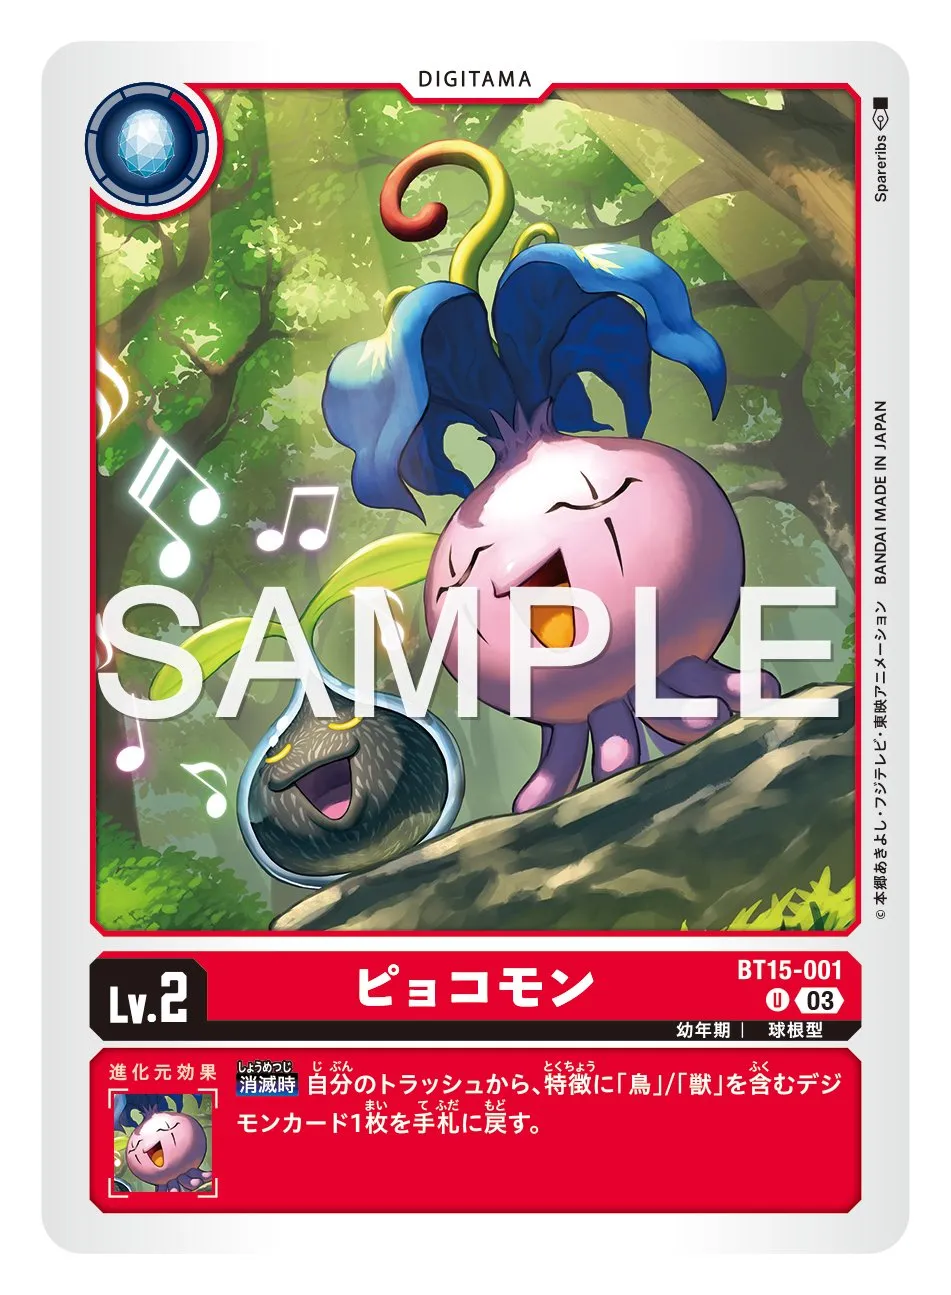 DIGITAMA
Spareribs
BANDAI MADE IN JAPAN
©本郷あきよし・フジテレビ・東映アニメーション
SAMPLE
Lv.2
ピョコモン
BT15-001
U 03
幼年期 | 球根型
進化元効果
しょうめつじ じぶん とくちょう ふく
消滅時 自分のトラッシュから、特徴に「鳥」/「獣」を含むデジ
まい てふだ もど
モンカード1枚を手札に戻す。